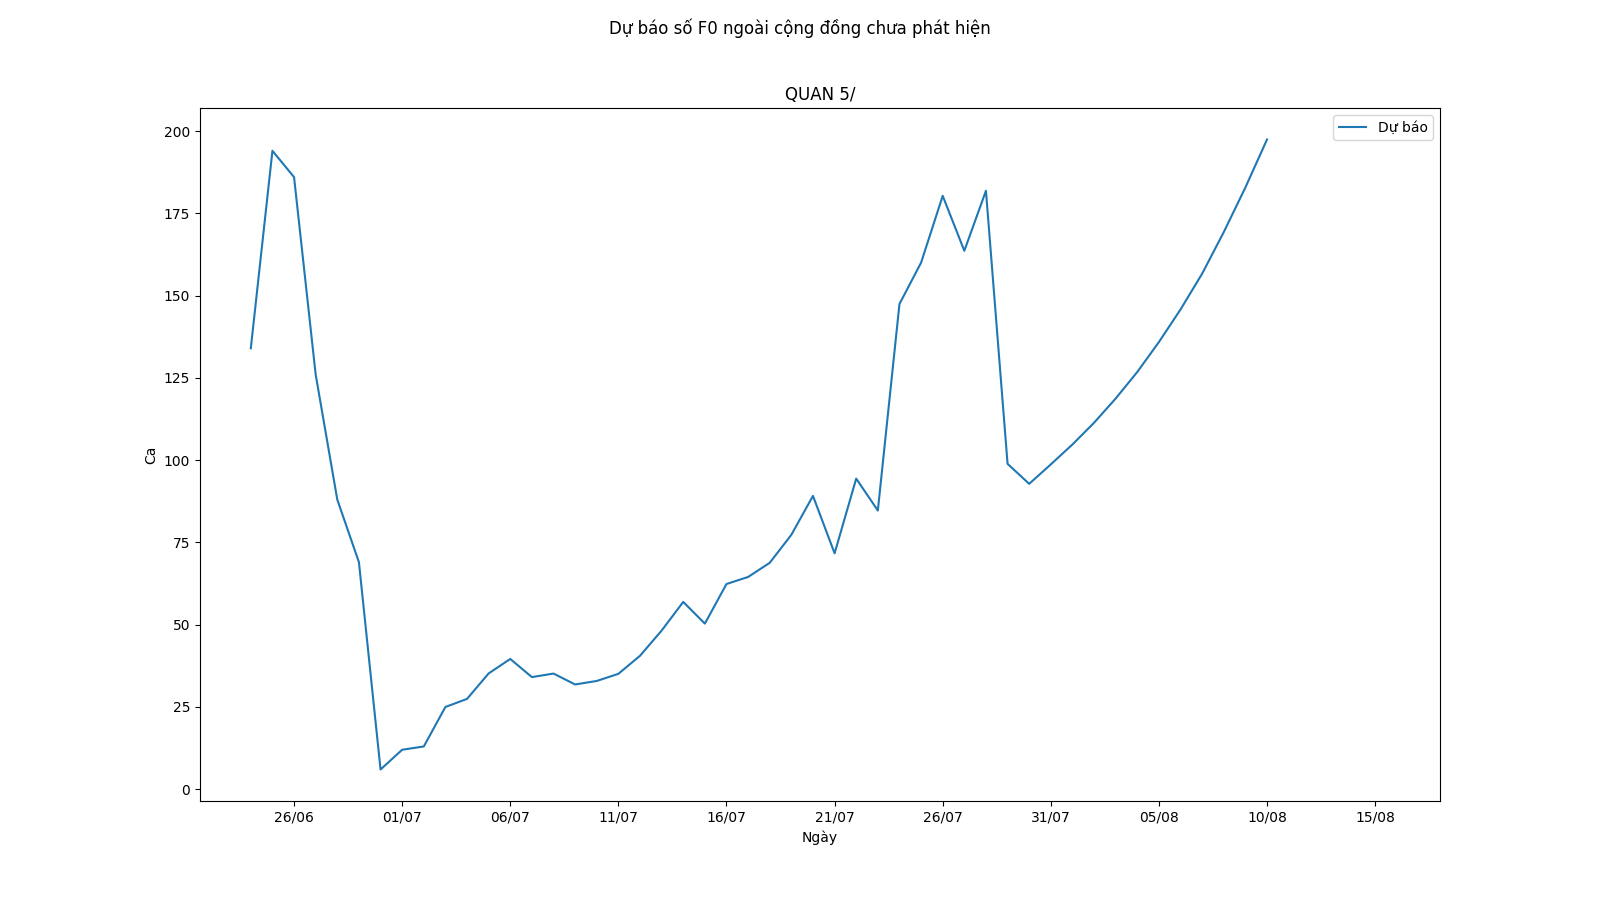 Dự báo số F0 ngoài cộng đồng chưa phát hiện
QUAN 5/
Dự báo
200
175
150
125
100
75
50
25
0
Ca
26/06 01/07 06/07 11/07 16/07 21/07 26/07 31/07 05/08 10/08 15/08
Ngày